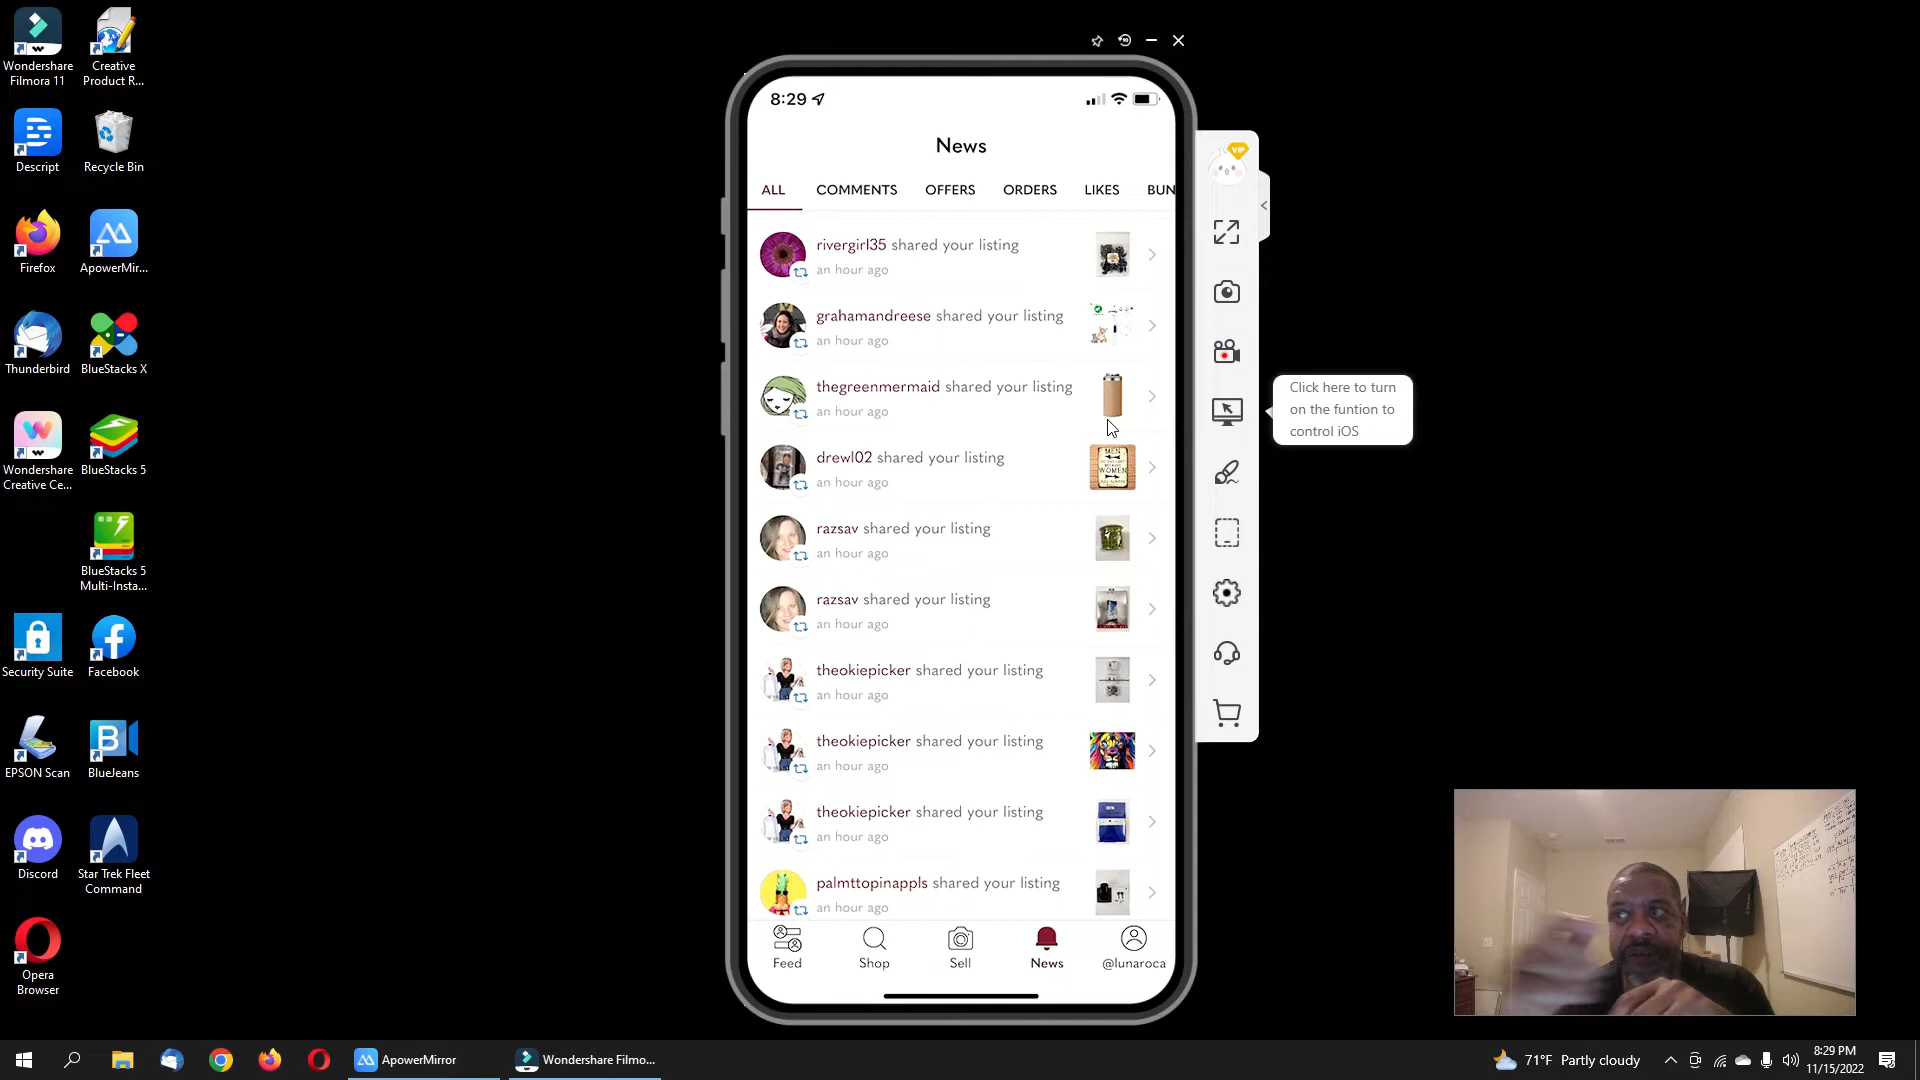 Wondershare
Filmora 11
Creative
Product R...
Descript
Recycle Bin
Firefox
ApowerMir...
Thunderbird
BlueStacks X
Wondershare
Creative Ce...
BlueStacks 5
BlueStacks 5
Multi-Insta...
Security Suite
Facebook
EPSON Scan
BlueJeans
Discord
Star Trek Fleet
Command
Opera
Browser
8:29
News
ALL COMMENTS OFFERS ORDERS LIKES BUN
rivergirl35 shared your listing
an hour ago
grahamandreese shared your listing
an hour ago
thegreenmermaid shared your listing
an hour ago
drewl02 shared your listing
an hour ago
MEN
WOMEN
razsav shared your listing
an hour ago
razsav shared your listing
an hour ago
theokiepicker shared your listing
an hour ago
theokiepicker shared your listing
an hour ago
theokiepicker shared your listing
an hour ago
palmttopinappls shared your listing
an hour ago
Feed Shop Sell News @lunaroca
VIP
Click here to turn
on the funtion to
control iOS
ApowerMirror
Wondershare Filmo...
71°F Partly cloudy
8:29 PM
11/15/2022